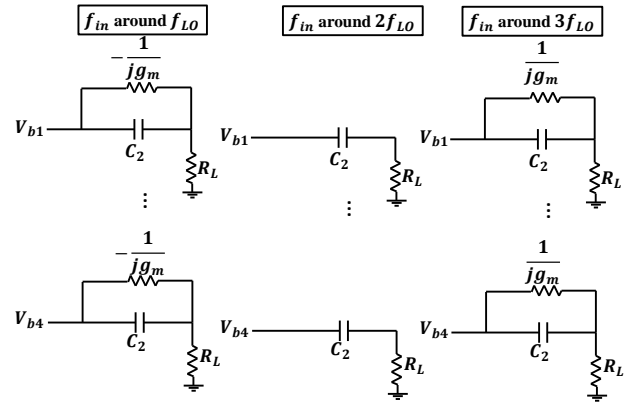 f_in around f_LO
f_in around 2f_LO
f_in around 3f_LO
− 1/(jg_m)
V_b1
C_2
R_L
⋮
V_b1
C_2
R_L
⋮
1/(jg_m)
V_b1
C_2
R_L
⋮
− 1/(jg_m)
V_b4
C_2
R_L
V_b4
C_2
R_L
1/(jg_m)
V_b4
C_2
R_L